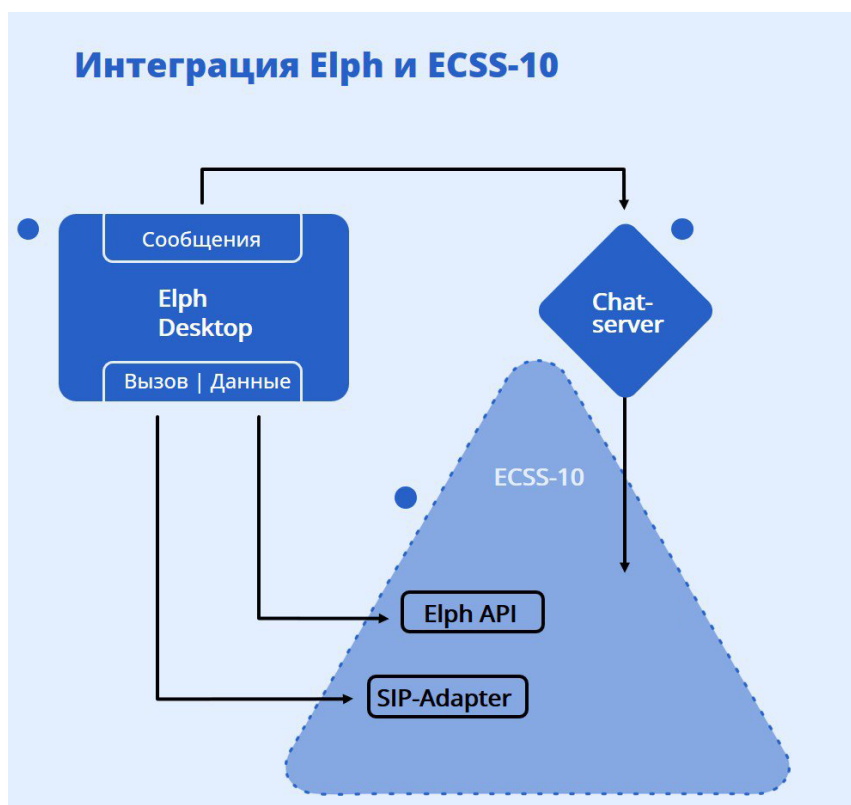 Интеграция Elph и ECSS-10
Сообщения
Elph
Desktop
Вызов | Данные
Chat-
server
ECSS-10
Elph API
SIP-Adapter